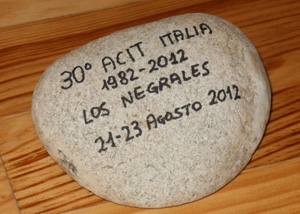 30° ACIT ITALIA
1982-2012
LOS NEGRALES
21-23 AGOSTO 2012